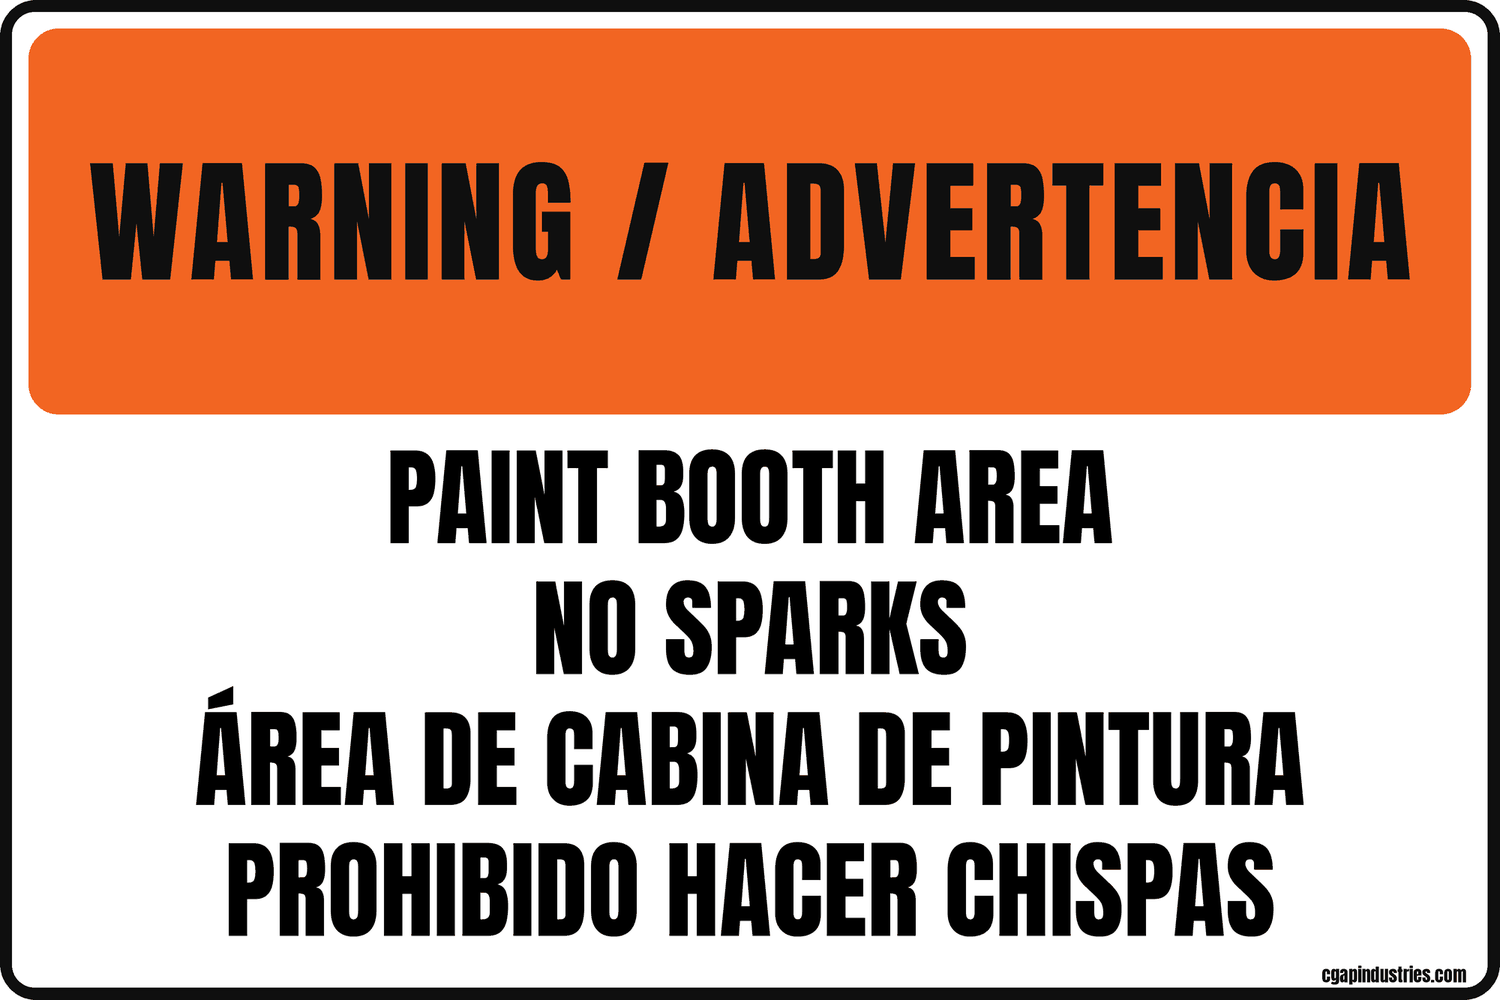 WARNING / ADVERTENCIA
PAINT BOOTH AREA
NO SPARKS
ÁREA DE CABINA DE PINTURA
PROHIBIDO HACER CHISPAS
cgapindustries.com